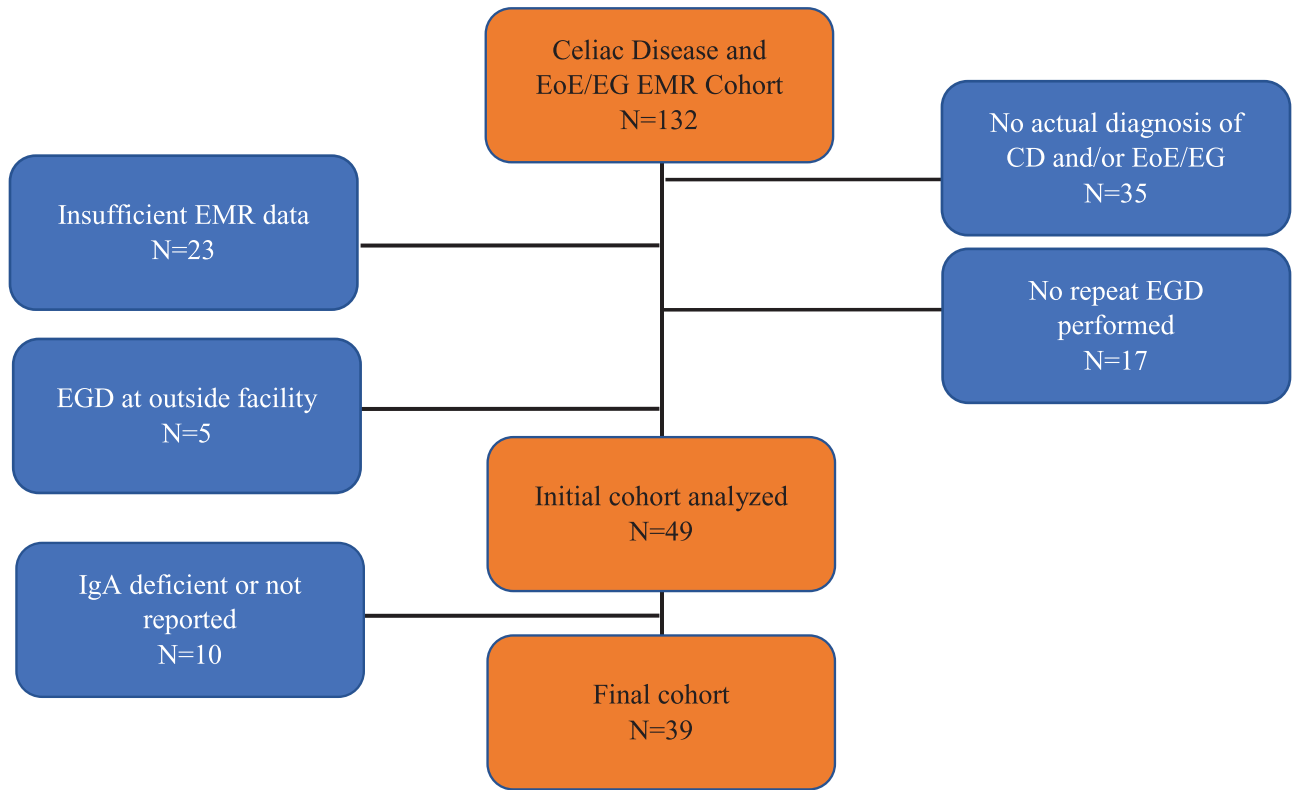 Celiac Disease and
EoE/EG EMR Cohort
N=132
No actual diagnosis of
CD and/or EoE/EG
N=35
Insufficient EMR data
N=23
No repeat EGD
performed
N=17
EGD at outside facility
N=5
Initial cohort analyzed
N=49
IgA deficient or not
reported
N=10
Final cohort
N=39